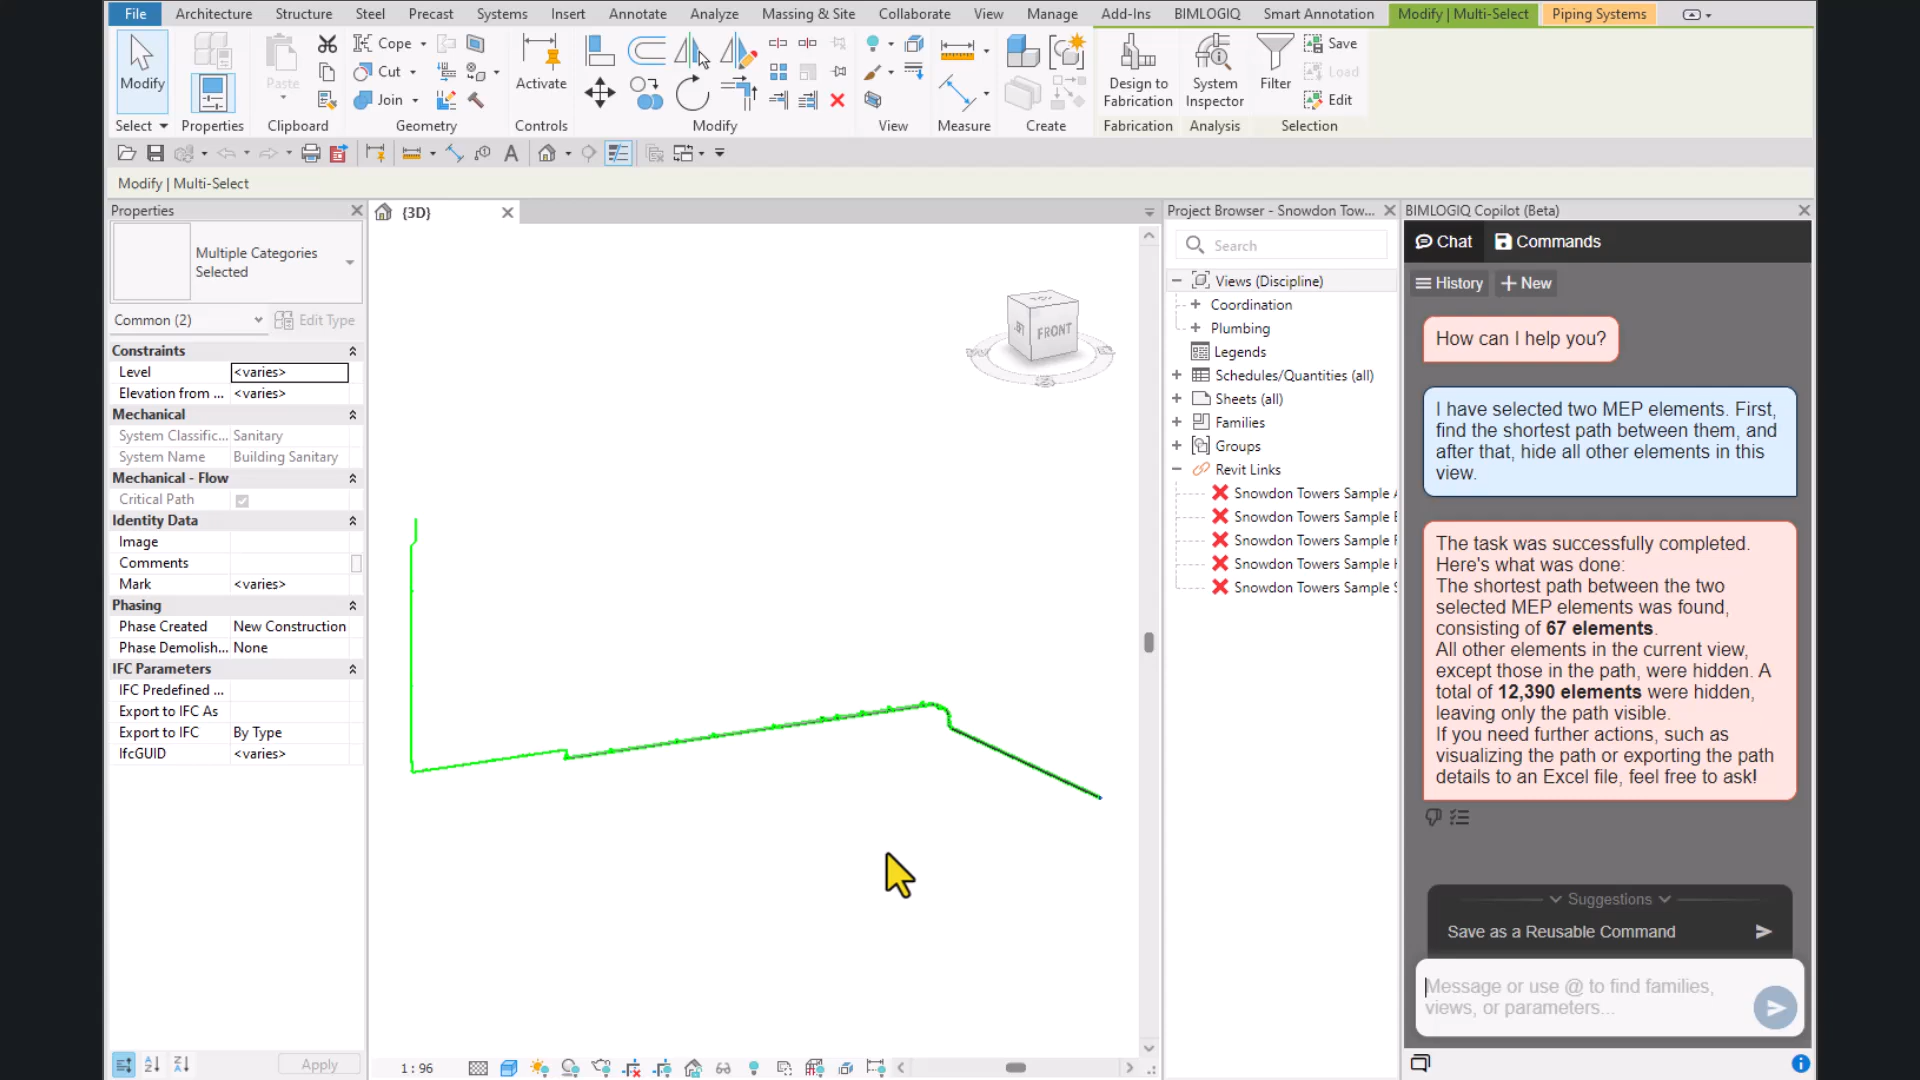 File Architecture Structure Steel Precast Systems Insert Annotate Analyze Massing & Site Collaborate View Manage Add-Ins BIMLOGIQ Smart Annotation Modify | Multi-Select Piping Systems
Modify
Paste
Cope
Cut
Join
Activate
Design to
Fabrication
System
Inspector
Filter
Save
Load
Edit
Select Properties Clipboard Geometry Controls Modify View Measure Create Fabrication Analysis Selection
Modify | Multi-Select
Properties
Multiple Categories
Selected
Common (2)
Edit Type
Constraints
Level <varies>
Elevation from ... <varies>
Mechanical
System Classific... Sanitary
System Name Building Sanitary
Mechanical - Flow
Critical Path
Identity Data
Image
Comments
Mark <varies>
Phasing
Phase Created New Construction
Phase Demolish... None
IFC Parameters
IFC Predefined ...
Export to IFC As
Export to IFC By Type
IfcGUID <varies>
Apply
{3D}
FRONT
1 : 96
Project Browser - Snowdon Tow...
Search
Views (Discipline)
Coordination
Plumbing
Legends
Schedules/Quantities (all)
Sheets (all)
Families
Groups
Revit Links
Snowdon Towers Sample
Snowdon Towers Sample
Snowdon Towers Sample
Snowdon Towers Sample
Snowdon Towers Sample
BIMLOGIQ Copilot (Beta)
Chat Commands
History + New
How can I help you?
I have selected two MEP elements. First,
find the shortest path between them, and
after that, hide all other elements in this
view.
The task was successfully completed.
Here's what was done:
The shortest path between the two
selected MEP elements was found,
consisting of 67 elements.
All other elements in the current view,
except those in the path, were hidden. A
total of 12,390 elements were hidden,
leaving only the path visible.
If you need further actions, such as
visualizing the path or exporting the path
details to an Excel file, feel free to ask!
Suggestions
Save as a Reusable Command
Message or use @ to find families,
views, or parameters...